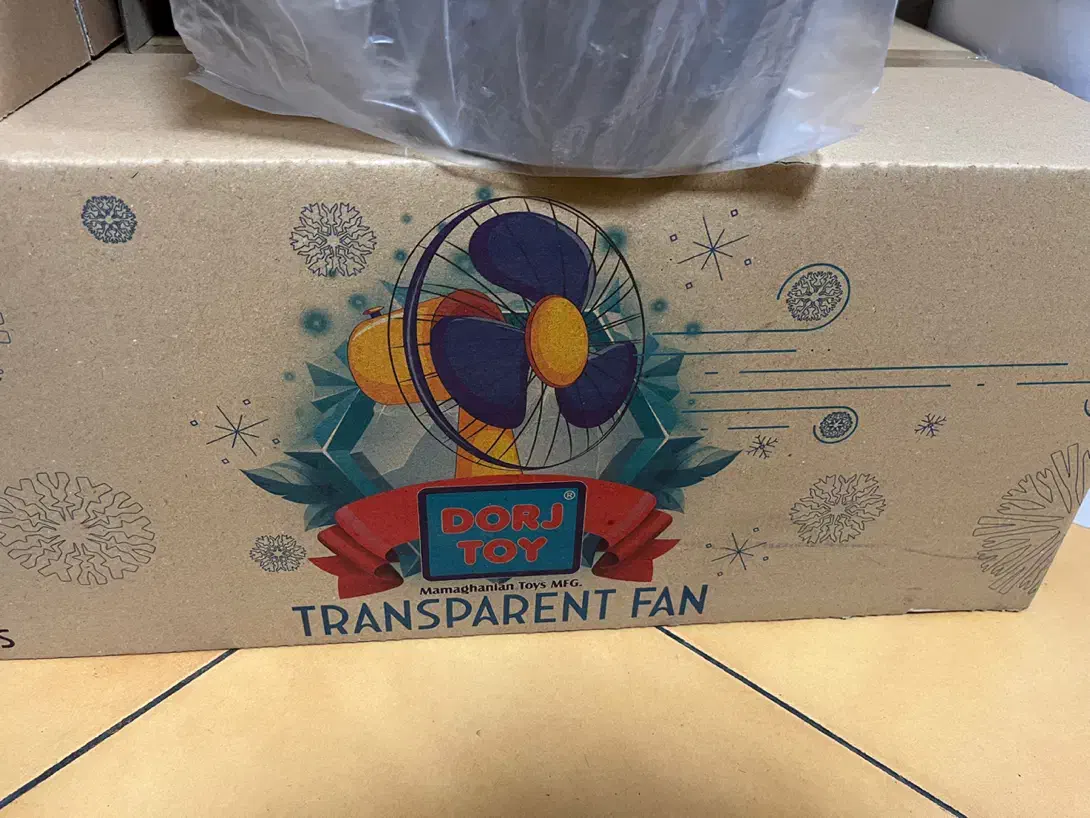 DORJ ®
TOY
Mamaghanian Toys MFG.
TRANSPARENT FAN